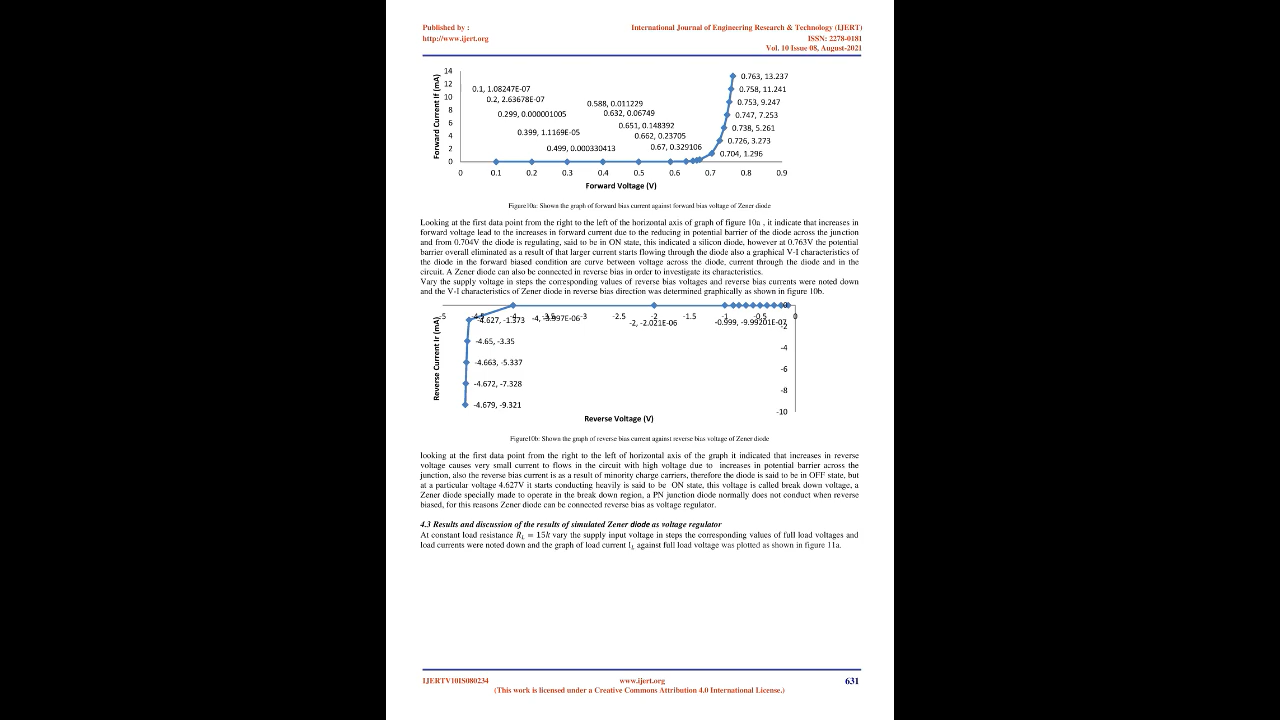 Published by :
International Journal of Engineering Research & Technology (IJERT)
http://www.ijert.org
ISSN: 2278-0181
Vol. 10 Issue 08, August-2021
Forward Current If (mA)
14
12
10
8
6
4
2
0
0.1, 1.08247E-07
0.2, 2.63678E-07
0.299, 0.000001005
0.399, 1.1169E-05
0.499, 0.000330413
0.588, 0.011229
0.632, 0.06749
0.651, 0.148392
0.662, 0.23705
0.67, 0.329106
0.763, 13.237
0.758, 11.241
0.753, 9.247
0.747, 7.253
0.738, 5.261
0.726, 3.273
0.704, 1.296
0 0.1 0.2 0.3 0.4 0.5 0.6 0.7 0.8 0.9
Forward Voltage (V)
Figure10a: Shown the graph of forward bias current against forward bias voltage of Zener diode
Looking at the first data point from the right to the left of the horizontal axis of graph of figure 10a , it indicate that increases in
forward voltage lead to the increases in forward current due to the reducing in potential barrier of the diode across the junction
and from 0.704V the diode is regulating, said to be in ON state, this indicated a silicon diode, however at 0.763V the potential
barrier overall eliminated as a result of that larger current starts flowing through the diode also a graphical V-I characteristics of
the diode in the forward biased condition are curve between voltage across the diode, current through the diode and in the
circuit. A Zener diode can also be connected in reverse bias in order to investigate its characteristics.
Vary the supply voltage in steps the corresponding values of reverse bias voltages and reverse bias currents were noted down
and the V-I characteristics of Zener diode in reverse bias direction was determined graphically as shown in figure 10b.
Reverse Current Ir (mA)
-5 -4.5 -4 -3.5 -3 -2.5 -2 -1.5 -1 -0.5 0
0
-2
-4
-6
-8
-10
-4.627, -1.373
-4, -3.997E-06
-2, -2.021E-06
-0.999, -9.99201E-07
-4.65, -3.35
-4.663, -5.337
-4.672, -7.328
-4.679, -9.321
Reverse Voltage (V)
Figure10b: Shown the graph of reverse bias current against reverse bias voltage of Zener diode
looking at the first data point from the right to the left of horizontal axis of the graph it indicated that increases in reverse
voltage causes very small current to flows in the circuit with high voltage due to increases in potential barrier across the
junction, also the reverse bias current is as a result of minority charge carriers, therefore the diode is said to be in OFF state, but
at a particular voltage 4.627V it starts conducting heavily is said to be ON state, this voltage is called break down voltage, a
Zener diode specially made to operate in the break down region, a PN junction diode normally does not conduct when reverse
biased, for this reasons Zener diode can be connected reverse bias as voltage regulator.
4.3 Results and discussion of the results of simulated Zener diode as voltage regulator
At constant load resistance R_L = 15k vary the supply input voltage in steps the corresponding values of full load voltages and
load currents were noted down and the graph of load current I_L against full load voltage was plotted as shown in figure 11a.
IJERTV10IS080234
www.ijert.org
631
(This work is licensed under a Creative Commons Attribution 4.0 International License.)